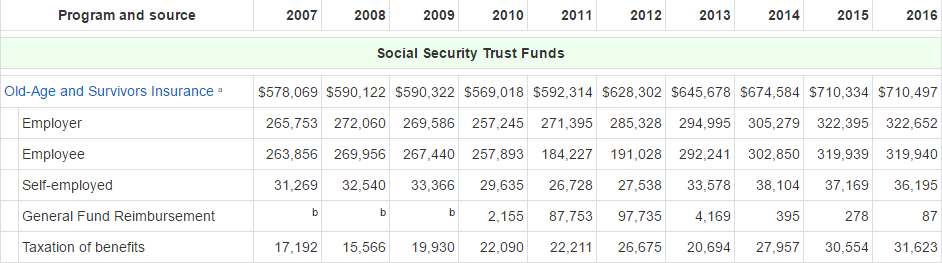 Program and source 2007 2008 2009 2010 2011 2012 2013 2014 2015 2016
Social Security Trust Funds
Old-Age and Survivors Insurance a $578,069 $590,122 $590,322 $569,018 $592,314 $628,302 $645,678 $674,584 $710,334 $710,497
Employer 265,753 272,060 269,586 257,245 271,395 285,328 294,995 305,279 322,395 322,652
Employee 263,856 269,956 267,440 257,893 184,227 191,028 292,241 302,850 319,939 319,940
Self-employed 31,269 32,540 33,366 29,635 26,728 27,538 33,578 38,104 37,169 36,195
General Fund Reimbursement b b b 2,155 87,753 97,735 4,169 395 278 87
Taxation of benefits 17,192 15,566 19,930 22,090 22,211 26,675 20,694 27,957 30,554 31,623